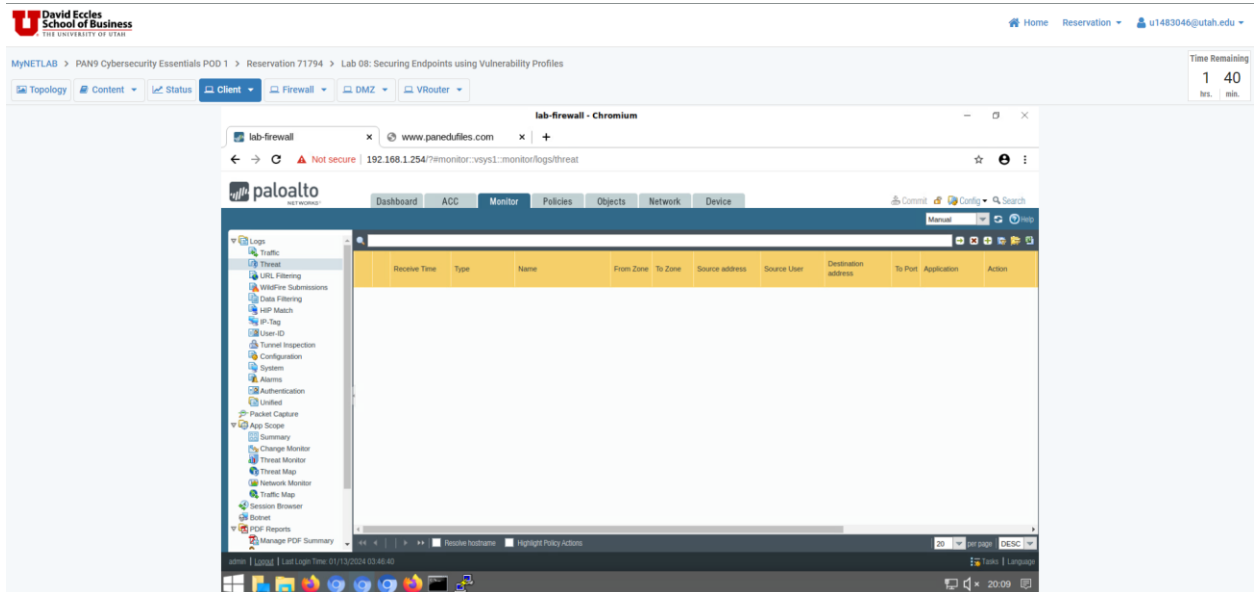 David Eccles
School of Business
THE UNIVERSITY OF UTAH
Home Reservation u1483046@utah.edu
MyNETLAB > PAN9 Cybersecurity Essentials POD 1 > Reservation 71794 > Lab 08: Securing Endpoints using Vulnerability Profiles
Time Remaining
1 40
hrs. min.
Topology Content Status Client Firewall DMZ VRouter
lab-firewall - Chromium
lab-firewall x www.panedufiles.com x +
Not secure 192.168.1.254/?#monitor::vsys1::monitor/logs/threat
paloalto
NETWORKS
Dashboard ACC Monitor Policies Objects Network Device
Commit Config Search
Manual Help
Logs
Traffic
Threat
URL Filtering
WildFire Submissions
Data Filtering
HIP Match
IP-Tag
User-ID
Tunnel Inspection
Configuration
System
Alarms
Authentication
Unified
Packet Capture
App Scope
Summary
Change Monitor
Threat Monitor
Threat Map
Network Monitor
Traffic Map
Session Browser
Botnet
PDF Reports
Manage PDF Summary
Receive Time Type Name From Zone To Zone Source address Source User Destination address To Port Application Action
Resolve hostname Highlight Policy Actions 20 per page DESC
admin | Logout | Last Login Time: 01/13/2024 03:46:40 Tasks | Language
20:09